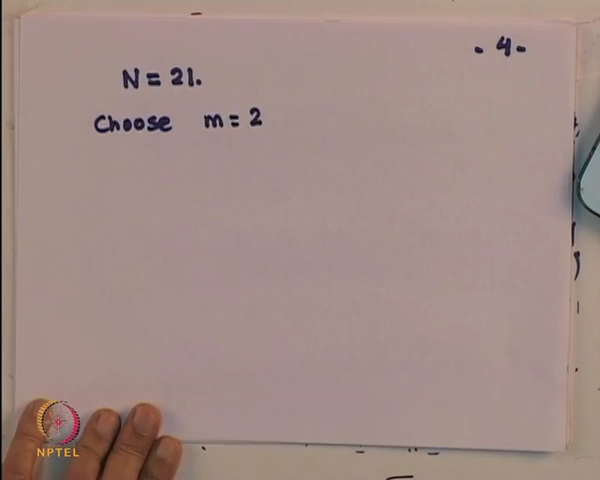 - 4 -
N = 21.
Choose m = 2
NPTEL